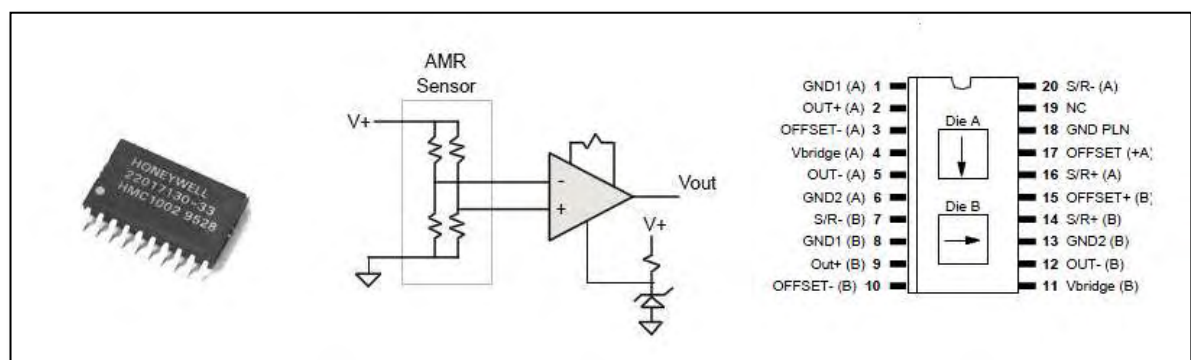 HONEYWELL
22017130-33
HMC1002 9528
AMR
Sensor
V+
-
+
Vout
V+
GND1 (A) 1
OUT+ (A) 2
OFFSET- (A) 3
Vbridge (A) 4
OUT- (A) 5
GND2 (A) 6
S/R- (B) 7
GND1 (B) 8
Out+ (B) 9
OFFSET- (B) 10
Die A
Die B
20 S/R- (A)
19 NC
18 GND PLN
17 OFFSET (+A)
16 S/R+ (A)
15 OFFSET+ (B)
14 S/R+ (B)
13 GND2 (B)
12 OUT- (B)
11 Vbridge (B)